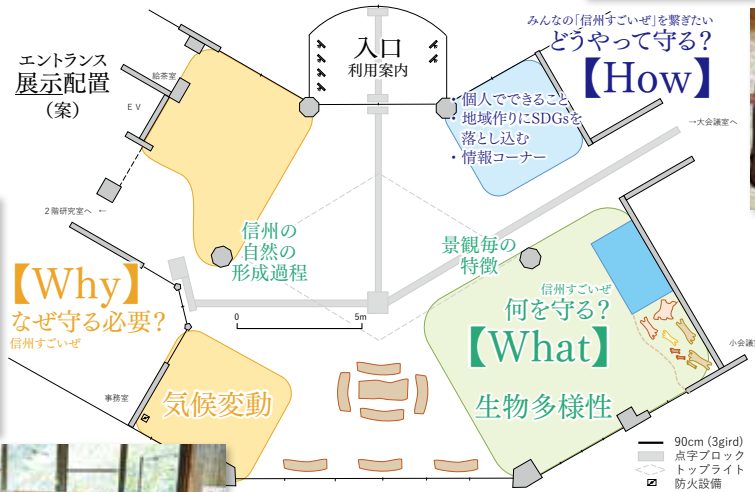 エントランス
展示配置
（案）
給茶室
EV
2階研究室へ ←
入口
利用案内
みんなの「信州すごいぜ」を繋ぎたい
どうやって守る？
【How】
・個人でできること
・地域作りにSDGsを
落とし込む
・情報コーナー
→大会議室へ
信州の
自然の
形成過程
景観毎の
特徴
【Why】
なぜ守る必要？
信州すごいぜ
0 5m
信州すごいぜ
何を守る？
【What】
生物多様性
小会議
事務室
気候変動
90cm (3gird)
点字ブロック
トップライト
防火設備